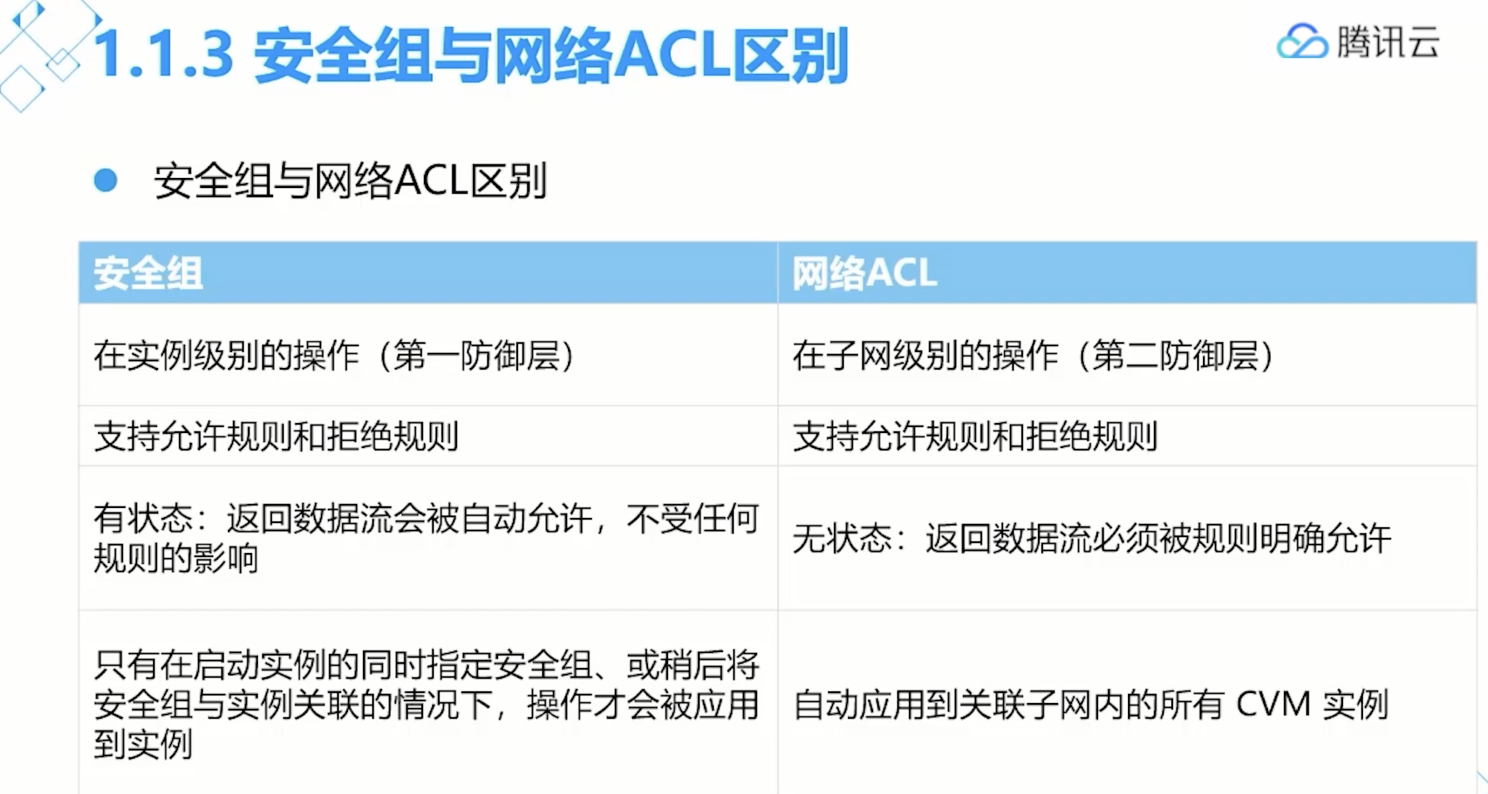 1.1.3 安全组与网络ACL区别
腾讯云
安全组与网络ACL区别
安全组
网络ACL
在实例级别的操作（第一防御层）
在子网级别的操作（第二防御层）
支持允许规则和拒绝规则
支持允许规则和拒绝规则
有状态：返回数据流会被自动允许，不受任何
规则的影响
无状态：返回数据流必须被规则明确允许
只有在启动实例的同时指定安全组、或稍后将
安全组与实例关联的情况下，操作才会被应用
到实例
自动应用到关联子网内的所有 CVM 实例